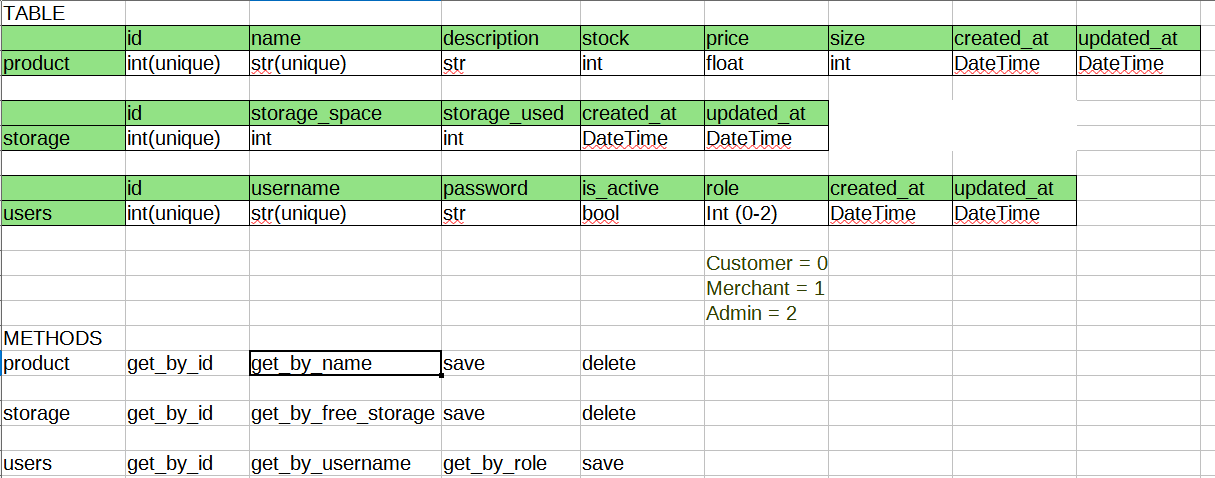 TABLE
id name description stock price size created_at updated_at
product int(unique) str(unique) str int float int DateTime DateTime
id storage_space storage_used created_at updated_at
storage int(unique) int int DateTime DateTime
id username password is_active role created_at updated_at
users int(unique) str(unique) str bool Int (0-2) DateTime DateTime
Customer = 0
Merchant = 1
Admin = 2
METHODS
product get_by_id get_by_name save delete
storage get_by_id get_by_free_storage save delete
users get_by_id get_by_username get_by_role save